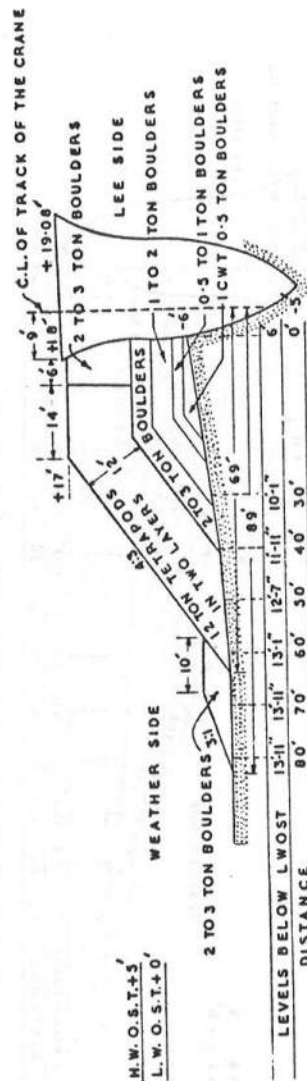 C.L. OF TRACK OF THE CRANE
9'
+19·08'
14'
6'
+18'
+17'
2 TO 3 TON BOULDERS
LEE SIDE
1 TO 2 TON BOULDERS
0·5 TO 1 TON BOULDERS
1 CWT TO 0·5 TON BOULDERS
12'
4:3
12 TON TETRAPODS
IN TWO LAYERS
2 TO 3 TON BOULDERS
-6
-5
WEATHER SIDE
10'
3:1
2 TO 3 TON BOULDERS
69'
89'
H.W. O.S.T.+5'
L.W. O.S.T.+0'
LEVELS BELOW LWOST
13-11" 13-11" 13-1" 12-7" 11-11" 10-1" 6
DISTANCE
80' 70' 60' 30' 40' 30' 0'